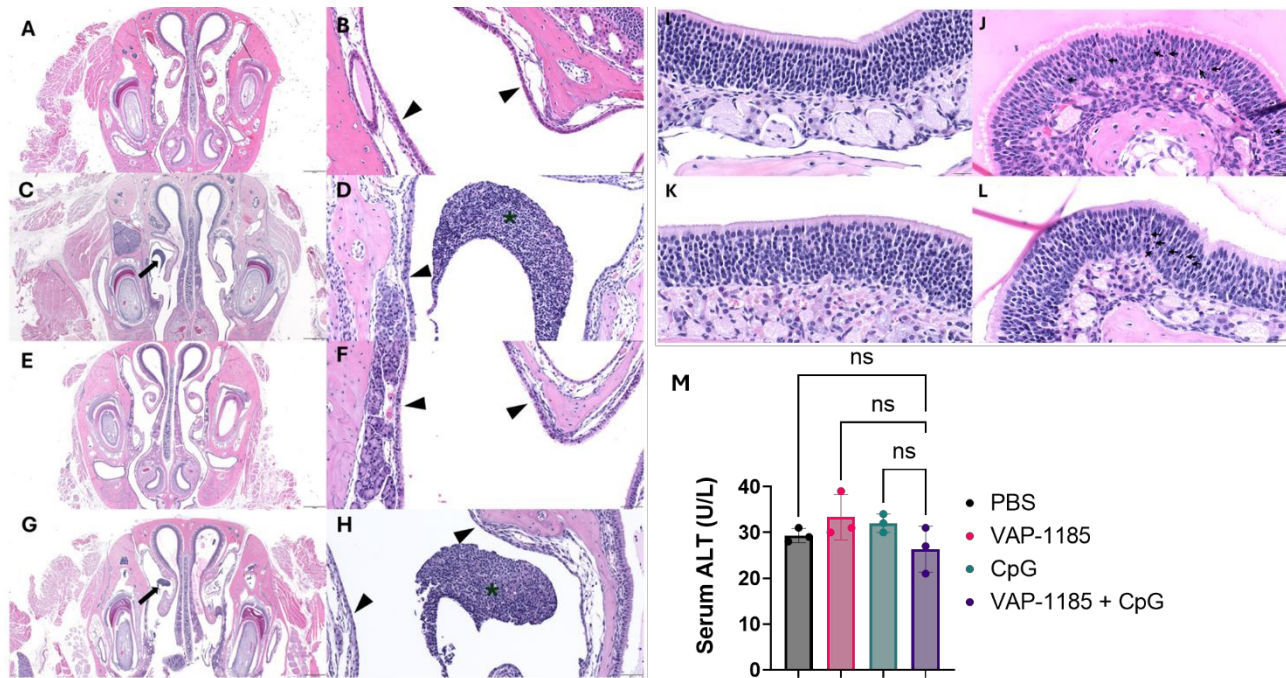 A
B
C
D
E
F
G
H
I
J
K
L
M
ns
ns
ns
Serum ALT (U/L)
40
30
20
10
0
PBS
VAP-1185
CpG
VAP-1185 + CpG